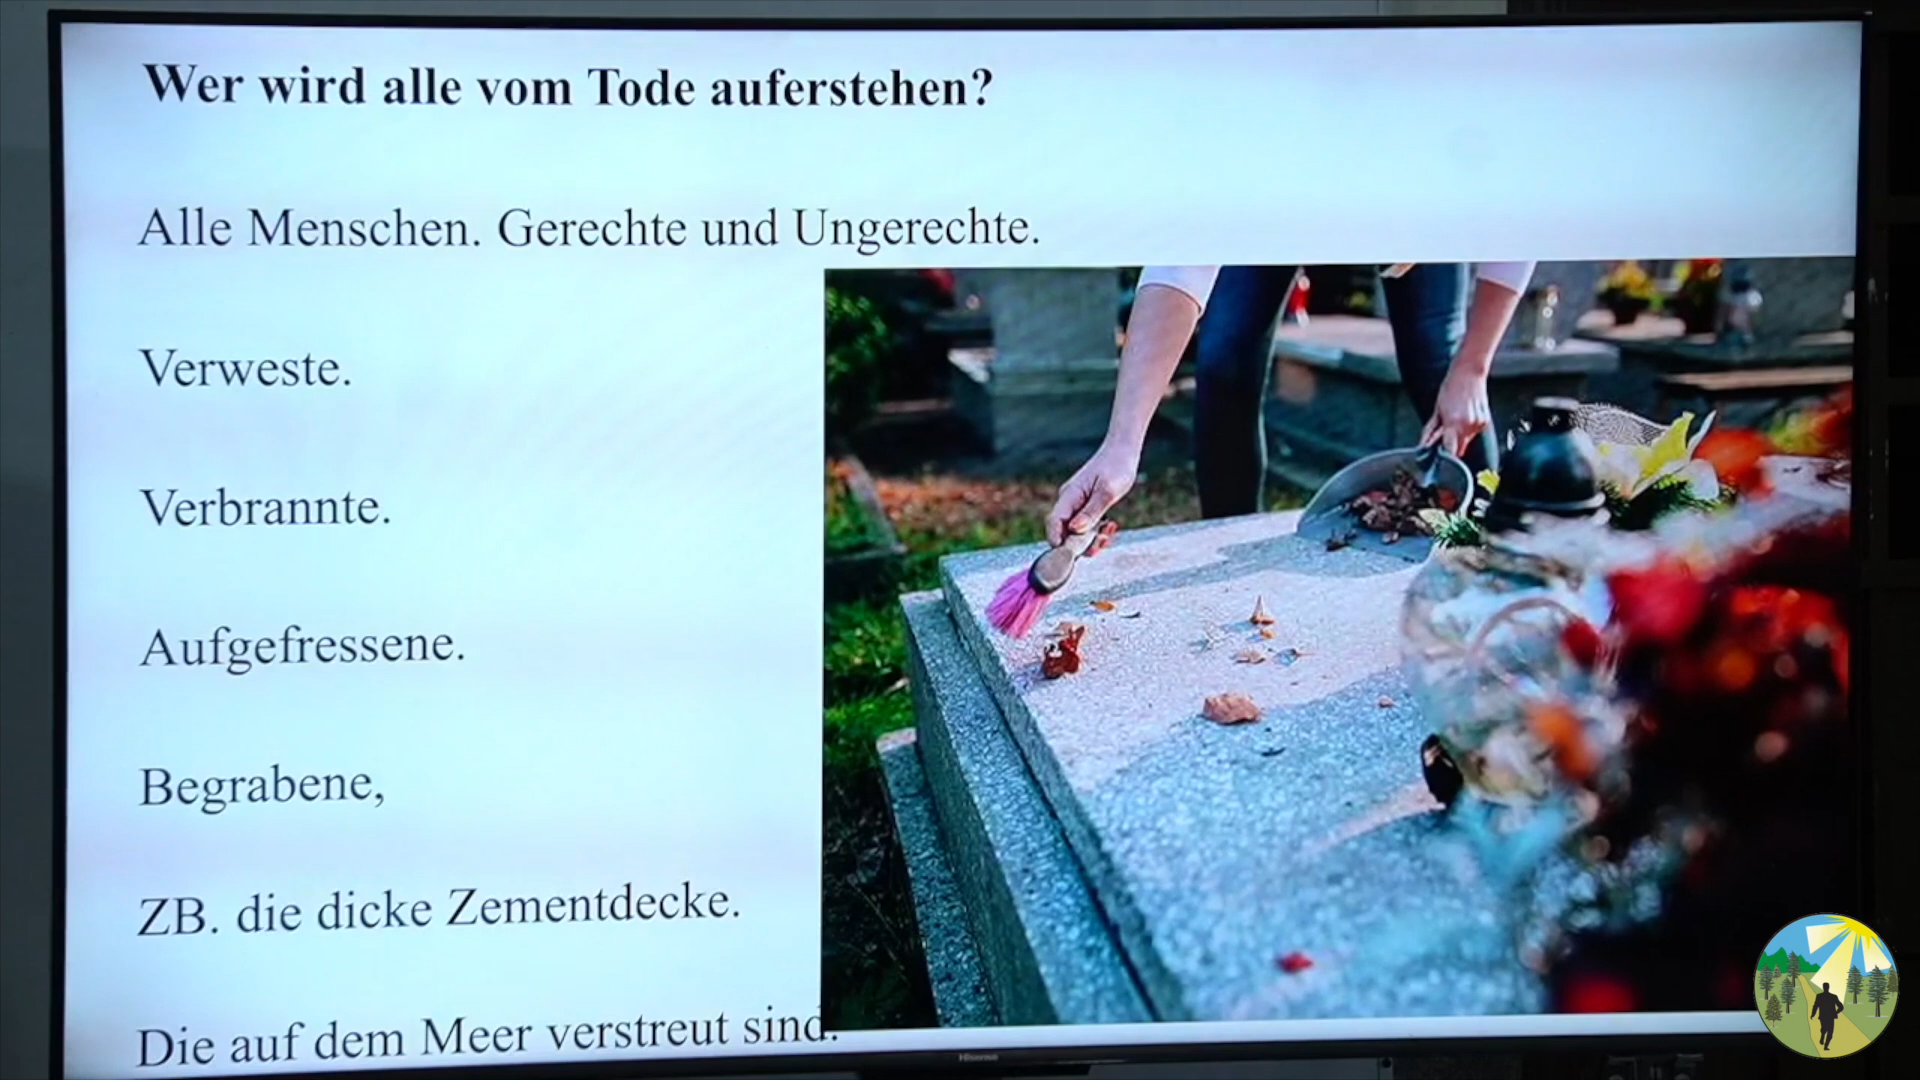 Wer wird alle vom Tode auferstehen?
Alle Menschen. Gerechte und Ungerechte.
Verweste.
Verbrannte.
Aufgefressene.
Begrabene,
ZB. die dicke Zementdecke.
Die auf dem Meer verstreut sind.
Hisense